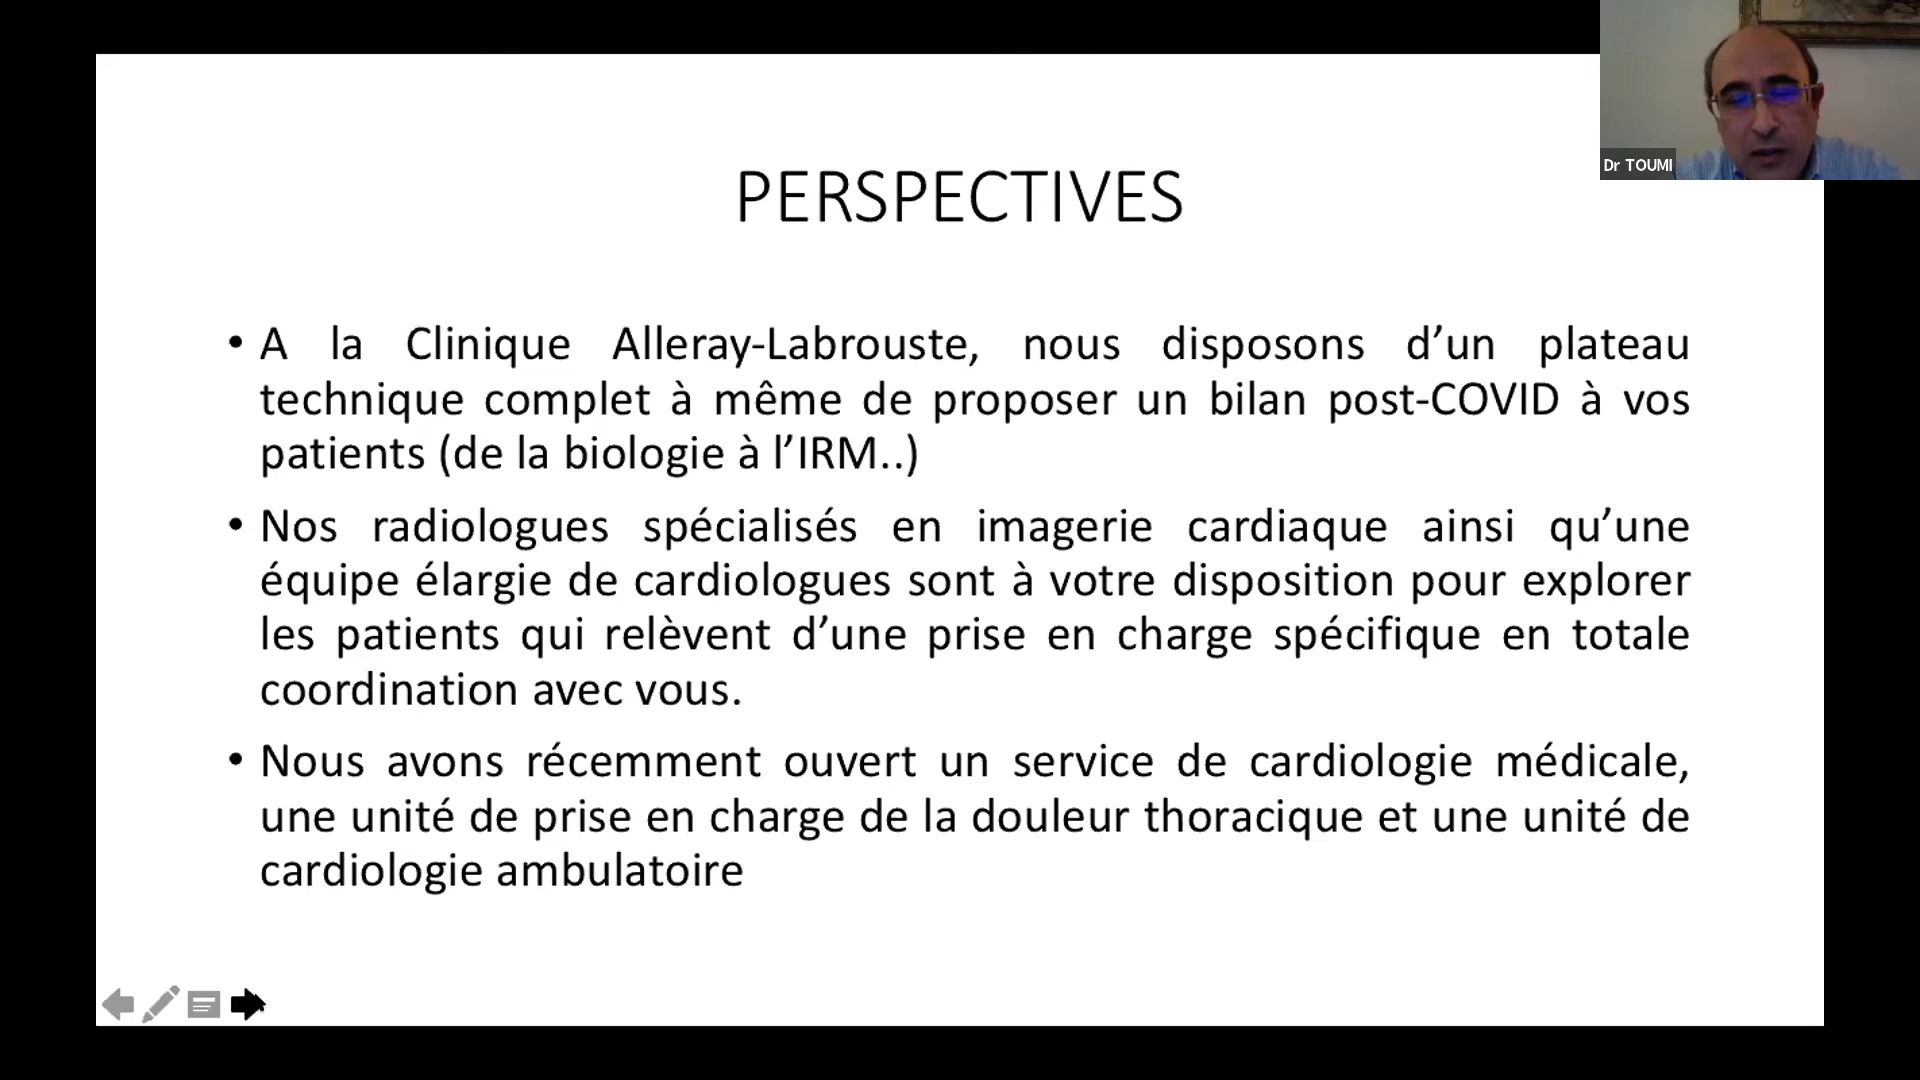 Dr TOUMI
PERSPECTIVES
• A la Clinique Alleray-Labrouste, nous disposons d’un plateau
technique complet à même de proposer un bilan post-COVID à vos
patients (de la biologie à l’IRM..)
• Nos radiologues spécialisés en imagerie cardiaque ainsi qu’une
équipe élargie de cardiologues sont à votre disposition pour explorer
les patients qui relèvent d’une prise en charge spécifique en totale
coordination avec vous.
• Nous avons récemment ouvert un service de cardiologie médicale,
une unité de prise en charge de la douleur thoracique et une unité de
cardiologie ambulatoire